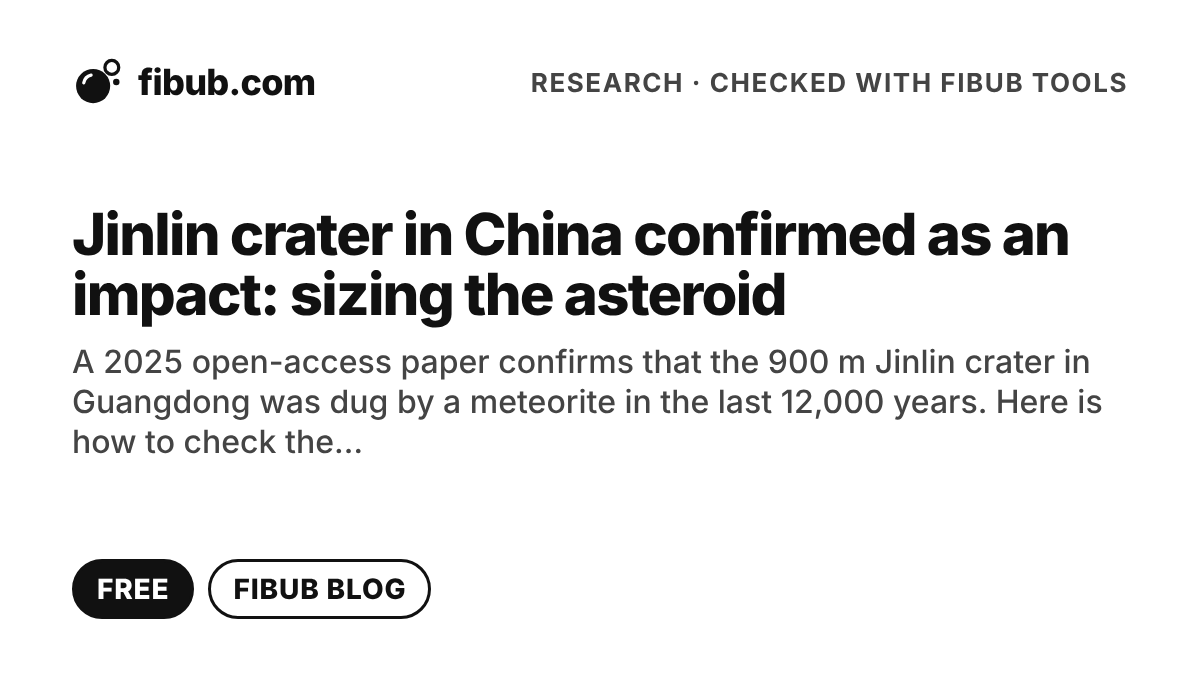 fibub.com
RESEARCH · CHECKED WITH FIBUB TOOLS
Jinlin crater in China confirmed as an
impact: sizing the asteroid
A 2025 open-access paper confirms that the 900 m Jinlin crater in
Guangdong was dug by a meteorite in the last 12,000 years. Here is
how to check the…
FREE
FIBUB BLOG